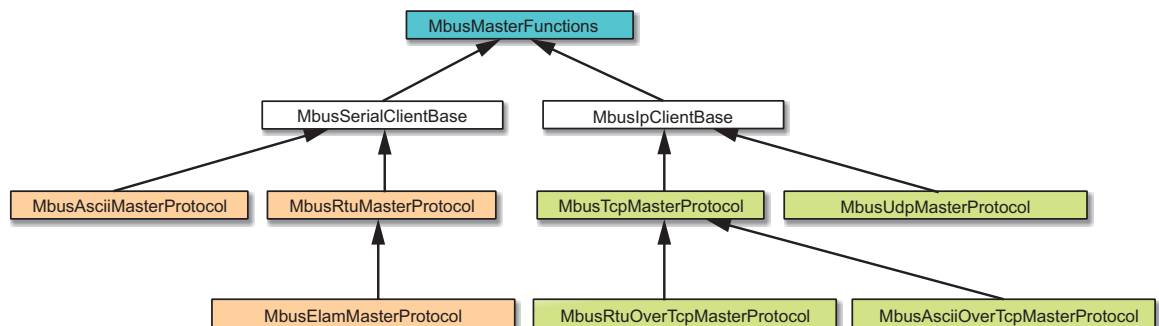 MbusMasterFunctions
MbusSerialClientBase
MbusIpClientBase
MbusAsciiMasterProtocol
MbusRtuMasterProtocol
MbusTcpMasterProtocol
MbusUdpMasterProtocol
MbusElamMasterProtocol
MbusRtuOverTcpMasterProtocol
MbusAsciiOverTcpMasterProtocol